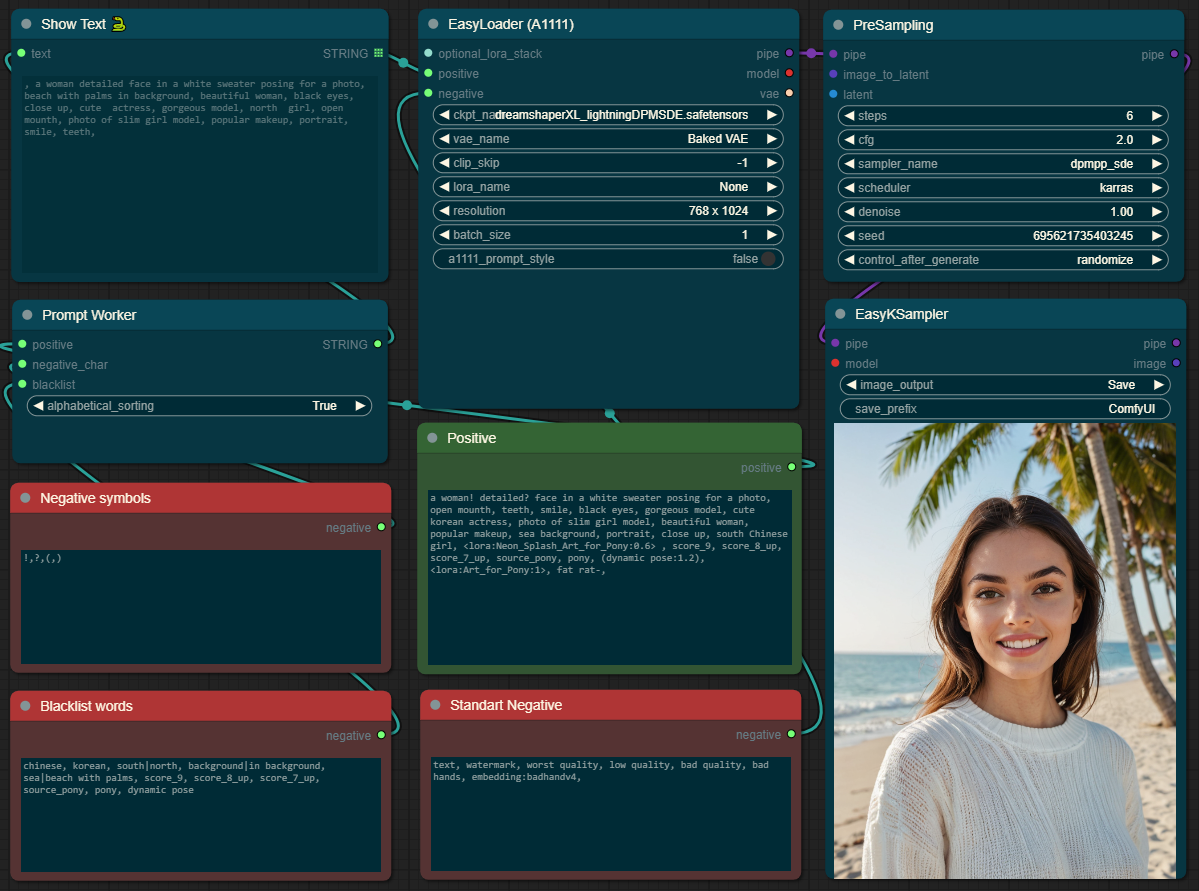 Show Text 🐍
text
STRING
, a woman detailed face in a white sweater posing for a photo,
beach with palms in background, beautiful woman, black eyes,
close up, cute  actress, gorgeous model, north  girl, open
mounth, photo of slim girl model, popular makeup, portrait,
smile, teeth,
Prompt Worker
positive
STRING
negative_char
blacklist
alphabetical_sorting True
Negative symbols
negative
!,?,(,)
Blacklist words
negative
chinese, korean, south|north, background|in background,
sea|beach with palms, score_9, score_8_up, score_7_up,
source_pony, pony, dynamic pose
EasyLoader (A1111)
optional_lora_stack
pipe
positive
model
negative
vae
ckpt_na dreamshaperXL_lightningDPMSDE.safetensors
vae_name Baked VAE
clip_skip -1
lora_name None
resolution 768 x 1024
batch_size 1
a1111_prompt_style false
Positive
positive
a woman! detailed? face in a white sweater posing for a photo,
open mounth, teeth, smile, black eyes, gorgeous model, cute
korean actress, photo of slim girl model, beautiful woman,
popular makeup, sea background, portrait, close up, south Chinese
girl, <lora:Neon_Splash_Art_for_Pony:0.6> , score_9, score_8_up,
score_7_up, source_pony, pony, (dynamic pose:1.2),
<lora:Art_for_Pony:1>, fat rat-,
Standart Negative
negative
text, watermark, worst quality, low quality, bad quality, bad
hands, embedding:badhandv4,
PreSampling
pipe
pipe
image_to_latent
latent
steps 6
cfg 2.0
sampler_name dpmpp_sde
scheduler karras
denoise 1.00
seed 695621735403245
control_after_generate randomize
EasyKSampler
pipe
pipe
model
image
image_output Save
save_prefix ComfyUI